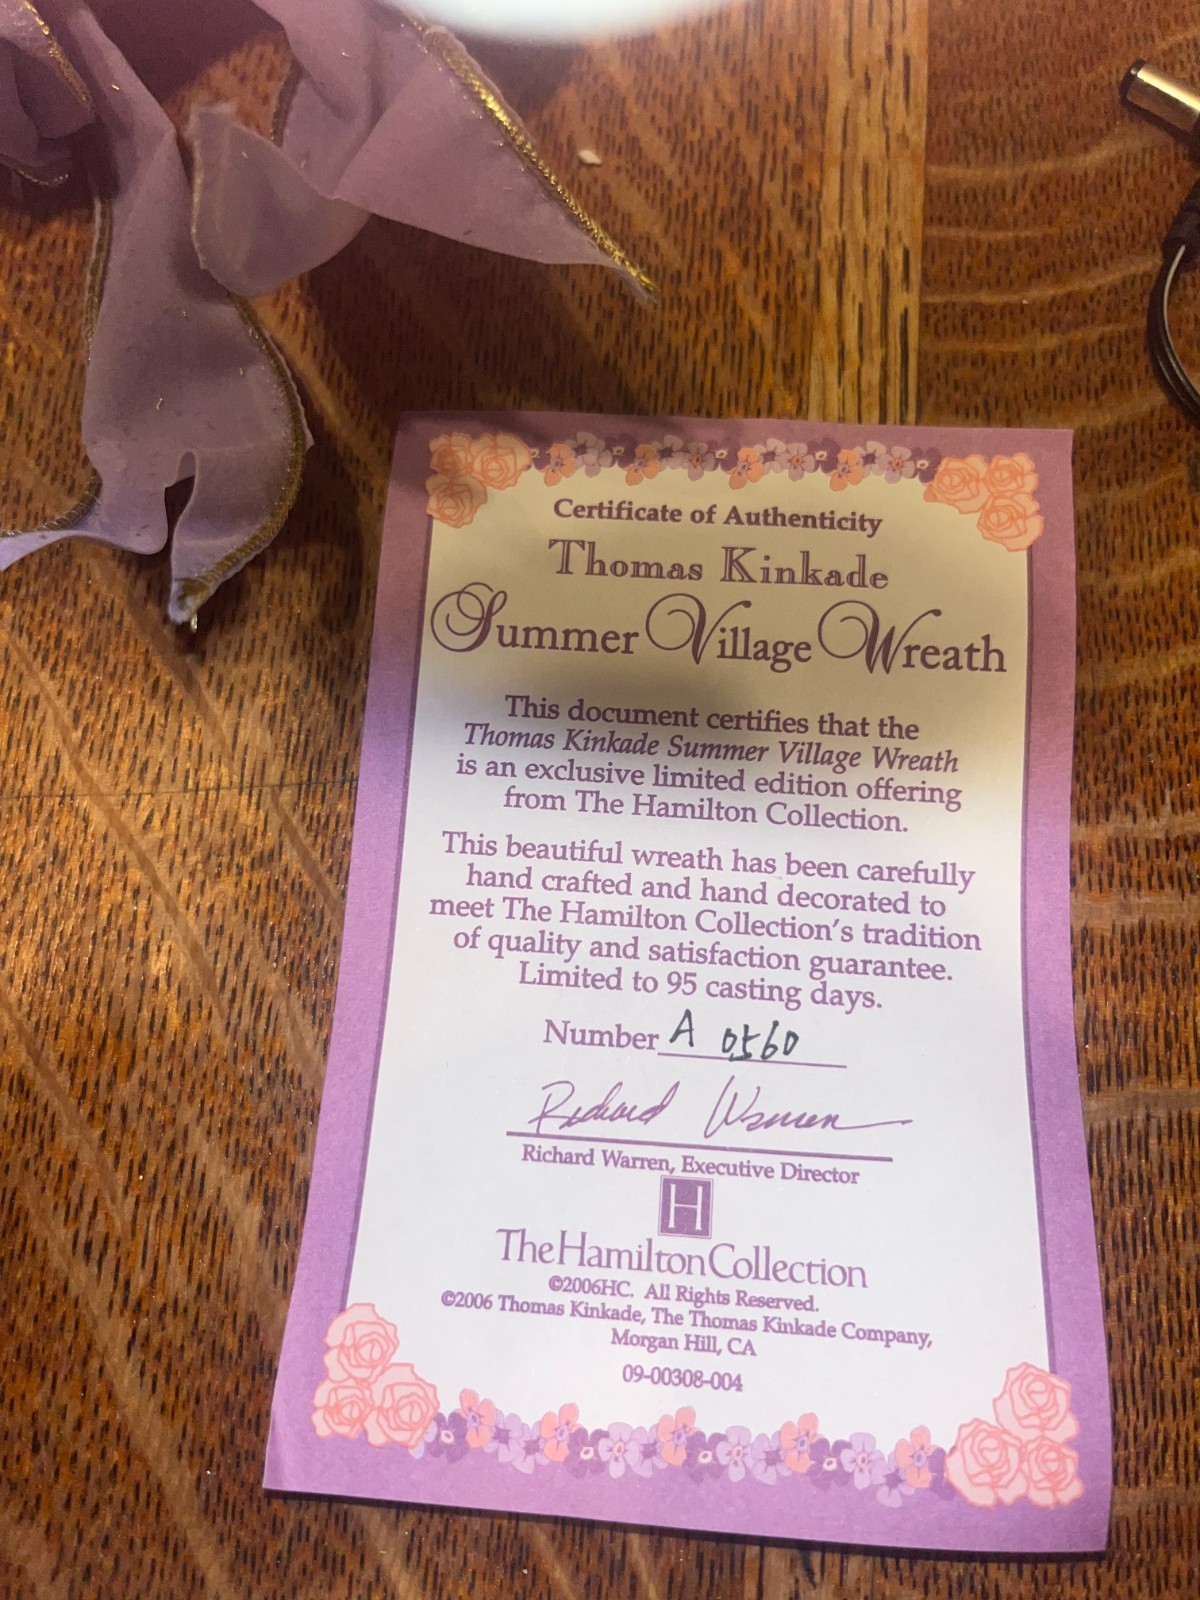 Certificate of Authenticity
Thomas Kinkade
Summer Village Wreath
This document certifies that the
Thomas Kinkade Summer Village Wreath
is an exclusive limited edition offering
from The Hamilton Collection.
This beautiful wreath has been carefully
hand crafted and hand decorated to
meet The Hamilton Collection's tradition
of quality and satisfaction guarantee.
Limited to 95 casting days.
Number A 0560
Richard Warren
Richard Warren, Executive Director
H
The Hamilton Collection
©2006HC. All Rights Reserved.
©2006 Thomas Kinkade, The Thomas Kinkade Company,
Morgan Hill, CA
09-00308-004